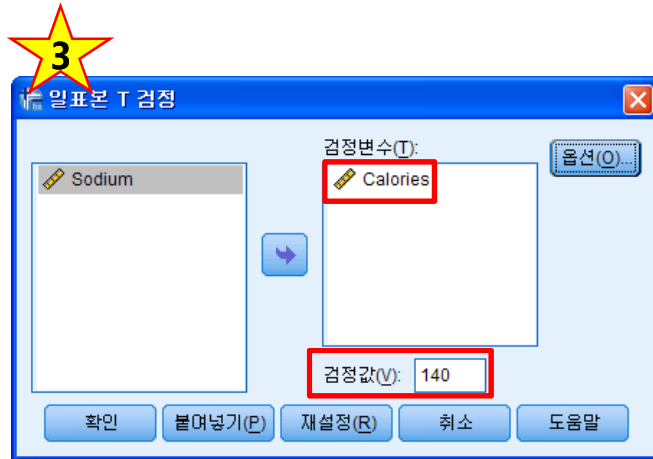 3
일표본 T 검정
검정변수(T):
옵션(O)...
Sodium
Calories
검정값(V): 140
확인 붙여넣기(P) 재설정(R) 취소 도움말